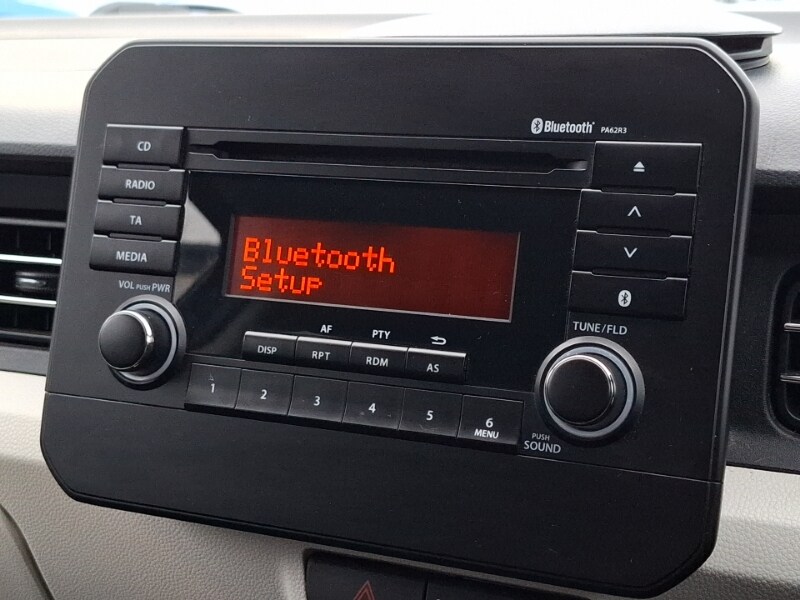 Bluetooth PA62R3
CD
RADIO
TA
MEDIA
VOL PUSH PWR
Bluetooth
Setup
AF PTY
DISP RPT RDM AS
1 2 3 4 5 6
MENU
TUNE/FLD
PUSH
SOUND